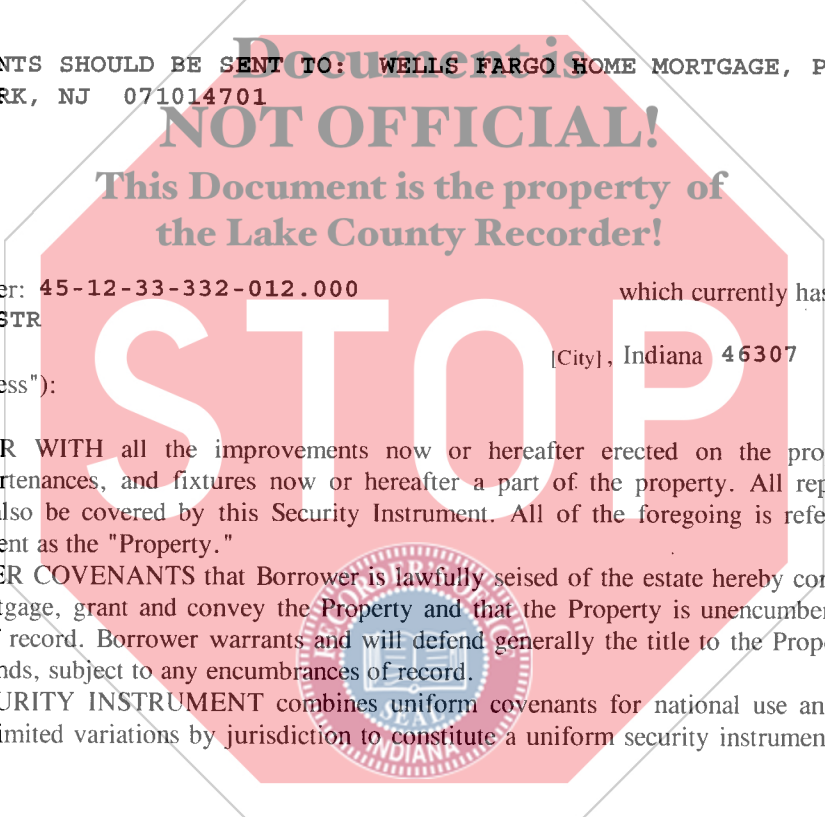 Document is
NTS SHOULD BE SENT TO: WELLS FARGO HOME MORTGAGE, P
RK, NJ 071014701
NOT OFFICIAL!
This Document is the property of
the Lake County Recorder!
er: 45-12-33-332-012.000 which currently has
STR
[City], Indiana 46307
ess"):
STOP
R WITH all the improvements now or hereafter erected on the pro
rtenances, and fixtures now or hereafter a part of the property. All rep
also be covered by this Security Instrument. All of the foregoing is refe
ent as the "Property."
ER COVENANTS that Borrower is lawfully seised of the estate hereby con
tgage, grant and convey the Property and that the Property is unencumber
f record. Borrower warrants and will defend generally the title to the Prope
nds, subject to any encumbrances of record.
URITY INSTRUMENT combines uniform covenants for national use an
imited variations by jurisdiction to constitute a uniform security instrumen
SEAL
INDIANA